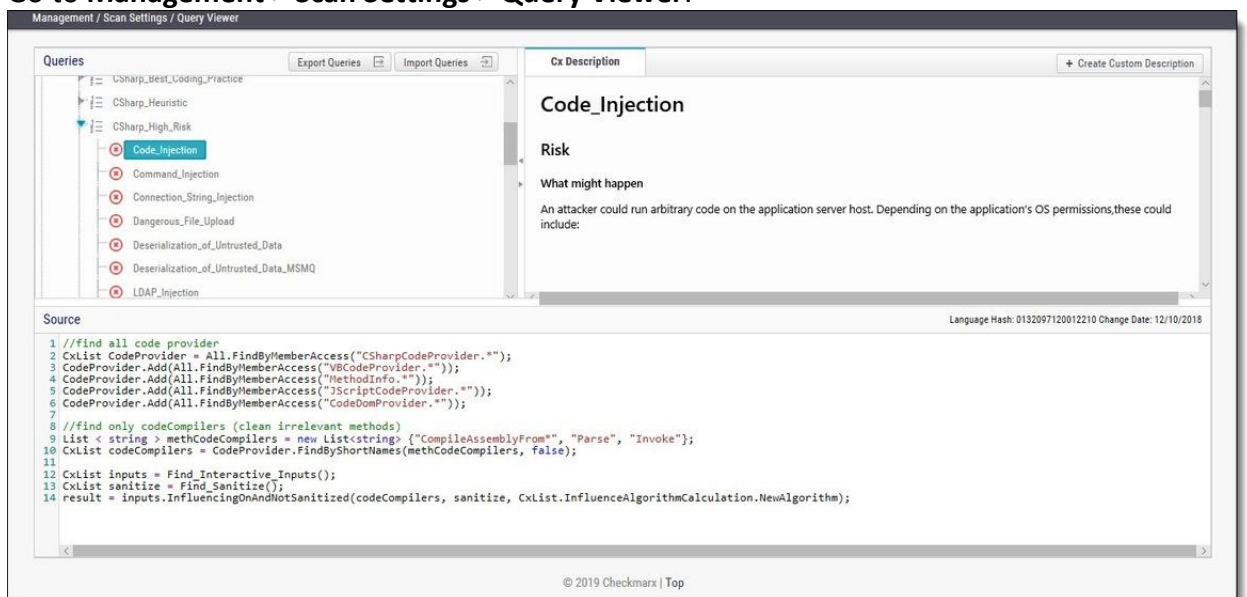 Go to Management > Scan Settings > Query Viewer.
Management / Scan Settings / Query Viewer
Queries
Export Queries
Import Queries
CSharp_Best_Coding_Practice
CSharp_Heuristic
CSharp_High_Risk
Code_Injection
Command_Injection
Connection_String_Injection
Dangerous_File_Upload
Deserialization_of_Untrusted_Data
Deserialization_of_Untrusted_Data_MSMQ
LDAP_Injection
Cx Description
+ Create Custom Description
Code_Injection
Risk
What might happen
An attacker could run arbitrary code on the application server host. Depending on the application's OS permissions,these could
include:
Source
Language Hash: 0132097120012210 Change Date: 12/10/2018
1 //find all code provider
2 CxList CodeProvider = All.FindByMemberAccess("CSharpCodeProvider.*");
3 CodeProvider.Add(All.FindByMemberAccess("VBCodeProvider.*"));
4 CodeProvider.Add(All.FindByMemberAccess("MethodInfo.*"));
5 CodeProvider.Add(All.FindByMemberAccess("JScriptCodeProvider.*"));
6 CodeProvider.Add(All.FindByMemberAccess("CodeDomProvider.*"));
7
8 //find only codeCompilers (clean irrelevant methods)
9 List < string > methCodeCompilers = new List<string> {"CompileAssemblyFrom*", "Parse", "Invoke"};
10 CxList codeCompilers = CodeProvider.FindByShortNames(methCodeCompilers, false);
11
12 CxList inputs = Find_Interactive_Inputs();
13 CxList sanitize = Find_Sanitize();
14 result = inputs.InfluencingOnAndNotSanitized(codeCompilers, sanitize, CxList.InfluenceAlgorithmCalculation.NewAlgorithm);
© 2019 Checkmarx | Top